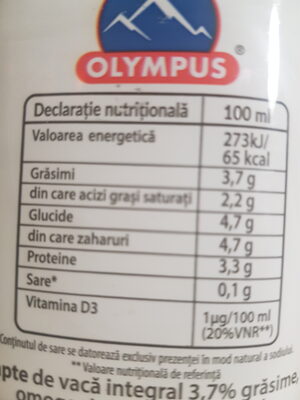 OLYMPUS
®
Declarație nutrițională 100 ml
Valoarea energetică 273kJ/
65 kcal
Grăsimi 3,7 g
din care acizi grași saturați 2,2 g
Glucide 4,7 g
din care zaharuri 4,7 g
Proteine 3,3 g
Sare* 0,1 g
Vitamina D3 1µg/100 ml
(20%VNR**)
Conținutul de sare se datorează exclusiv prezenței în mod natural a sodiului.
**Valoare nutrițională de referință
apte de vacă integral 3,7% grăsime,